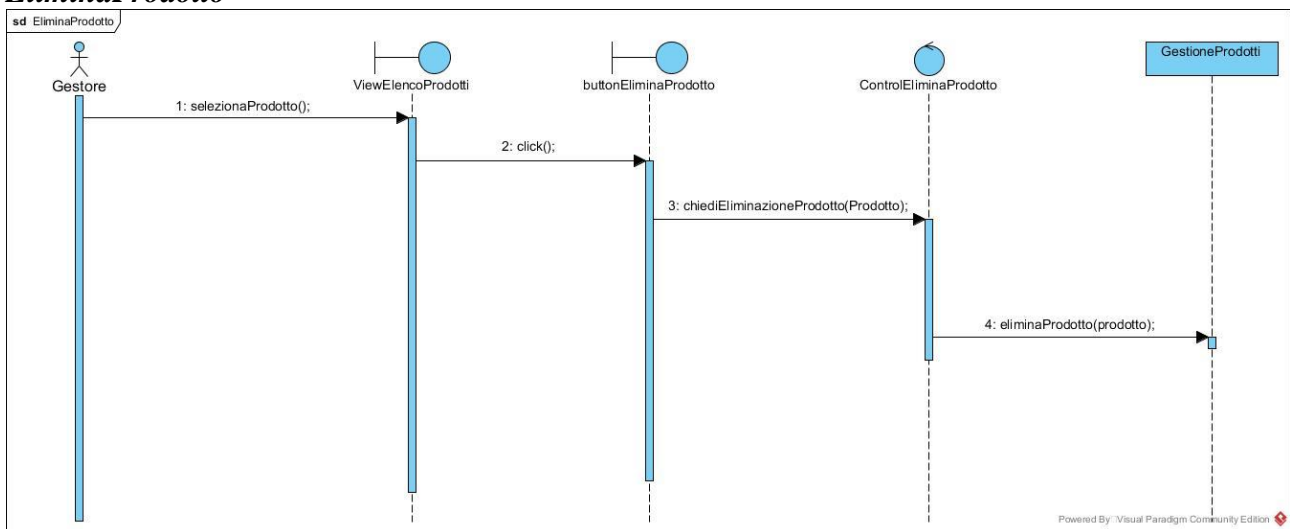 EliminaProdotto
sd EliminaProdotto
Gestore
ViewElencoProdotti
buttonEliminaProdotto
ControlEliminaProdotto
GestioneProdotti
1: selezionaProdotto();
2: click();
3: chiediEliminazioneProdotto(Prodotto);
4: eliminaProdotto(prodotto);
Powered By Visual Paradigm Community Edition